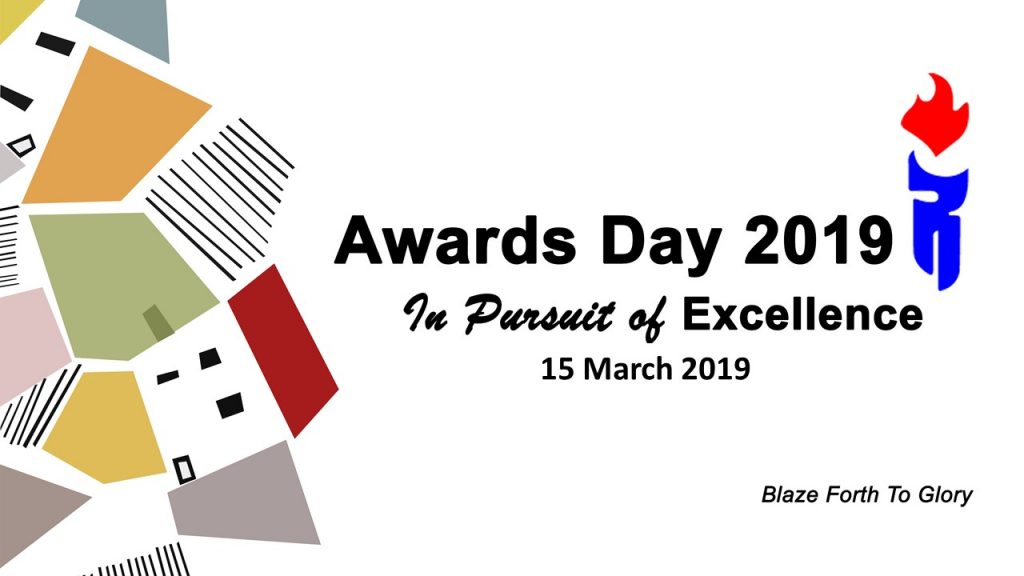 Awards Day 2019
In Pursuit of Excellence
15 March 2019
Blaze Forth To Glory